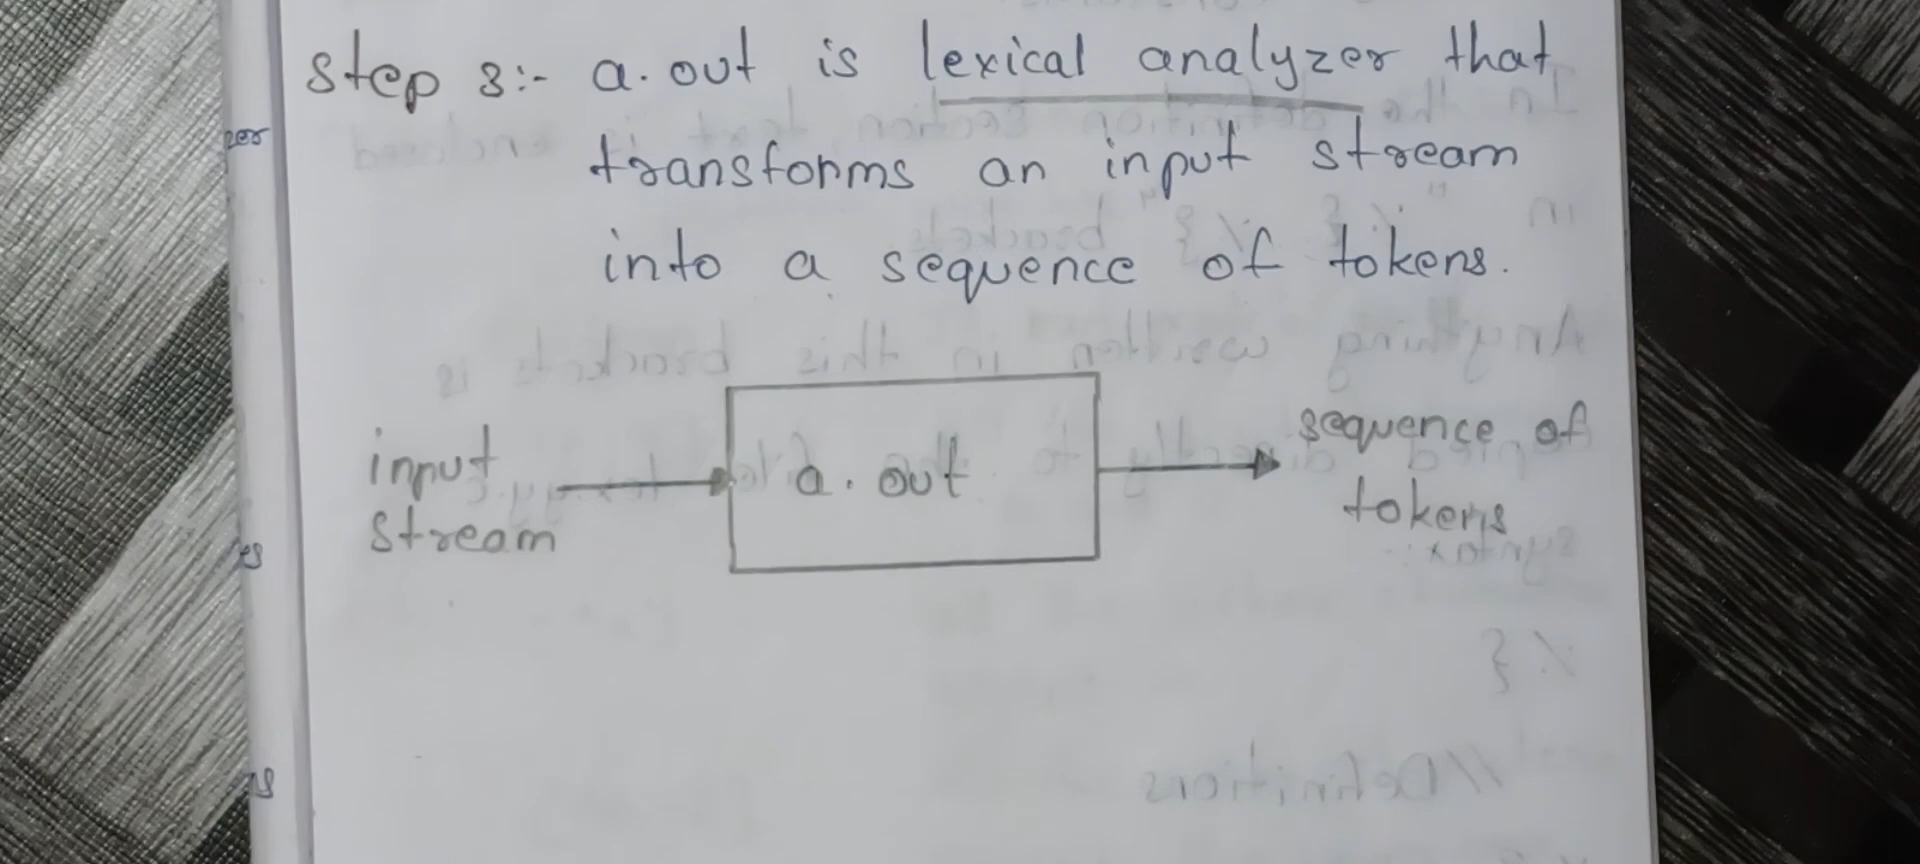 step 3:- a.out is lexical analyzer that
transforms an input stream
into a sequence of tokens.
input
stream
a.out
sequence of
tokens